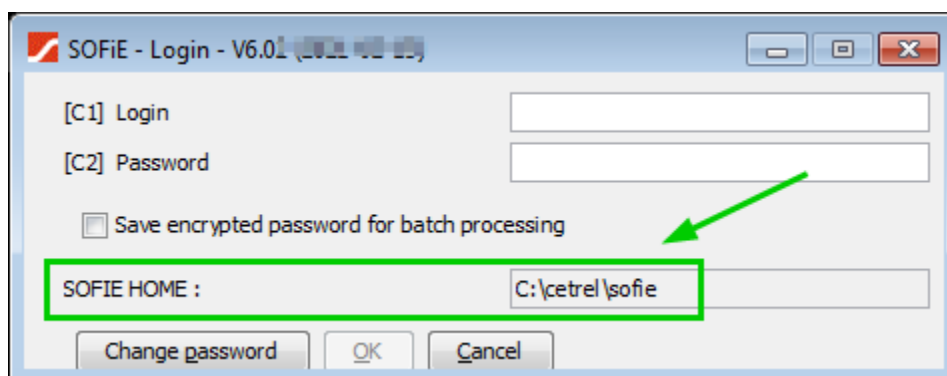 SOFiE - Login - V6.0
[C1] Login
[C2] Password
Save encrypted password for batch processing
SOFIE HOME : C:\cetrel\sofie
Change password OK Cancel